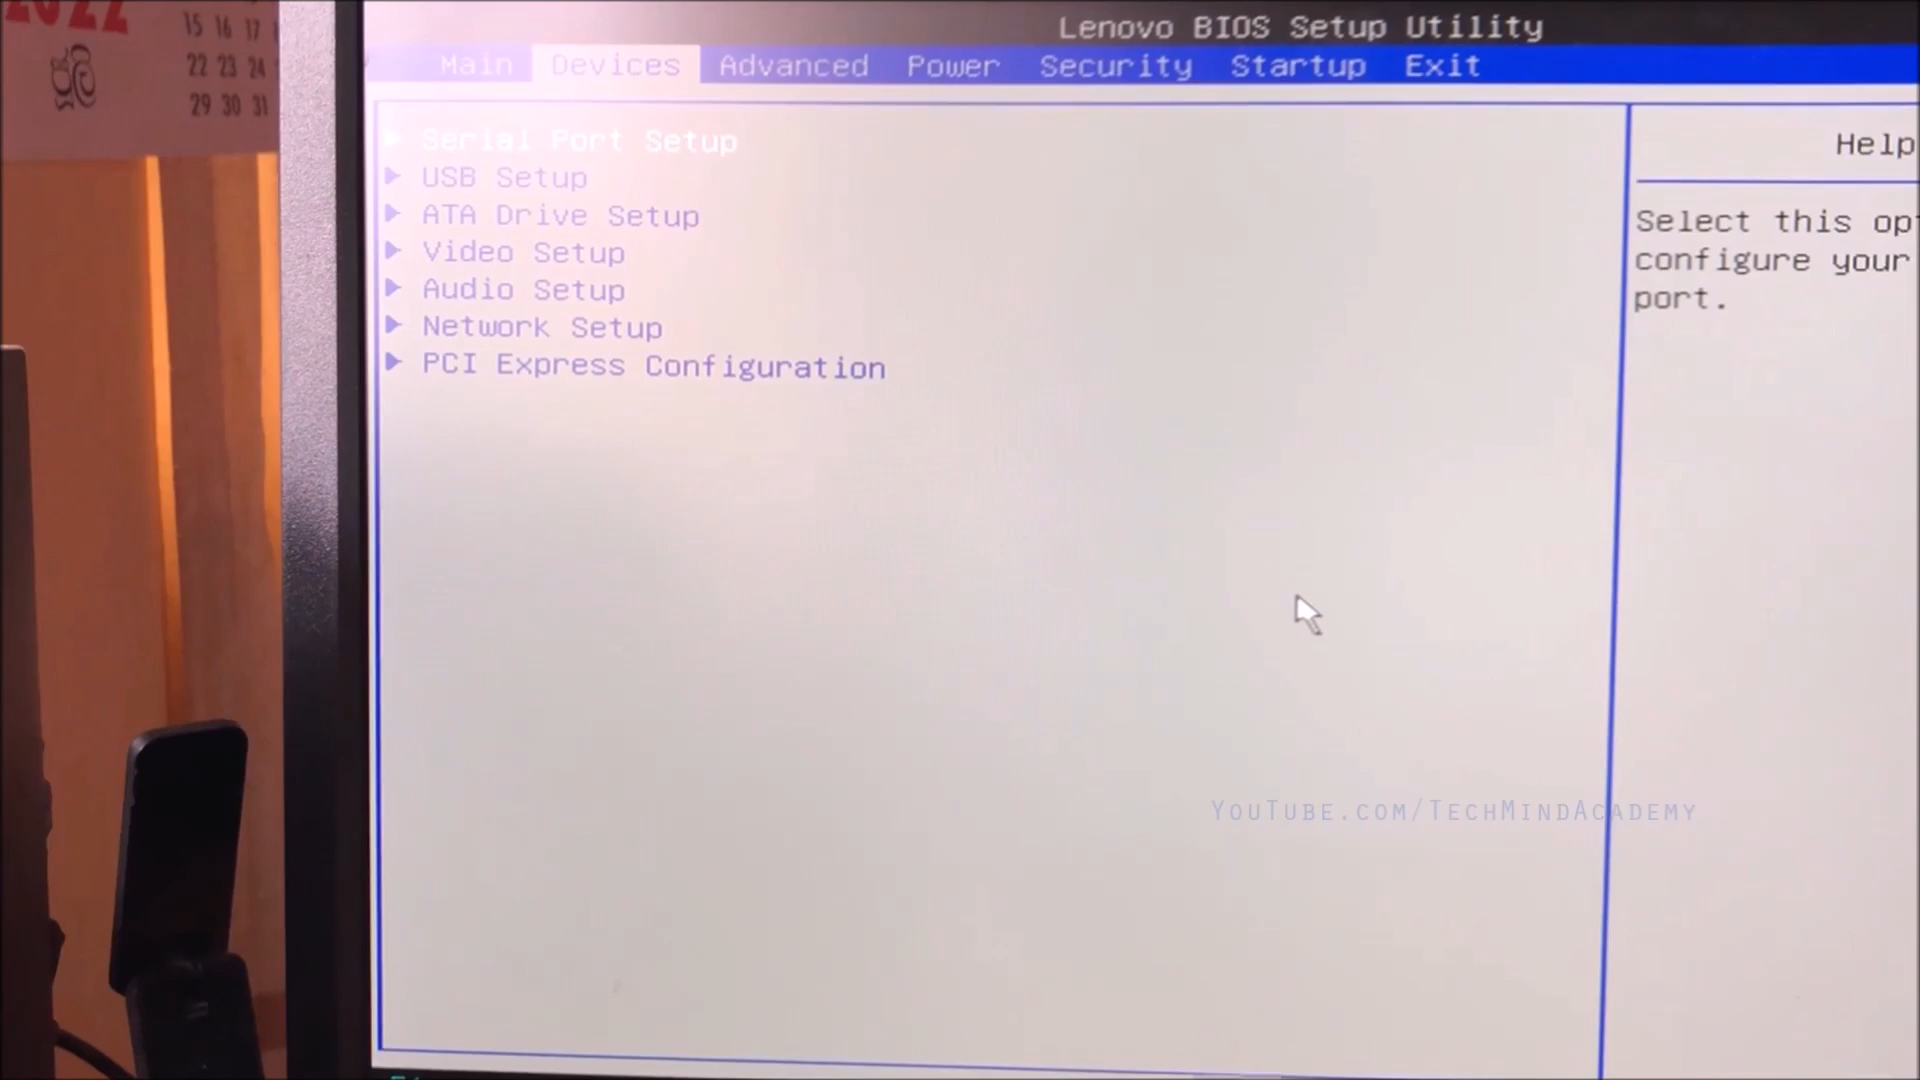 2022
ජූලි
15 16 17
22 23 24
29 30 31
Lenovo BIOS Setup Utility
Main Devices Advanced Power Security Startup Exit
Serial Port Setup
USB Setup
ATA Drive Setup
Video Setup
Audio Setup
Network Setup
PCI Express Configuration
Help
Select this opt
configure your
port.
YouTube.com/TechMindAcademy